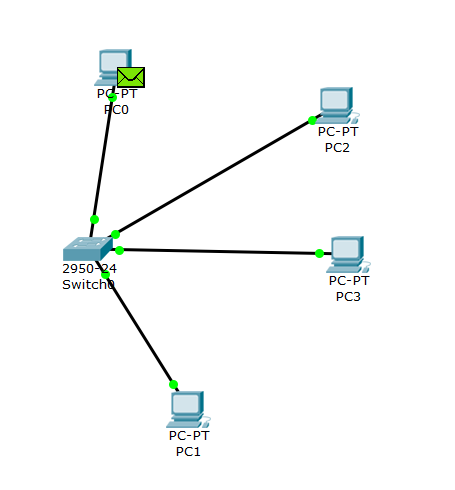 PC-PT
PC0
PC-PT
PC2
2950-24
Switch0
PC-PT
PC3
PC-PT
PC1